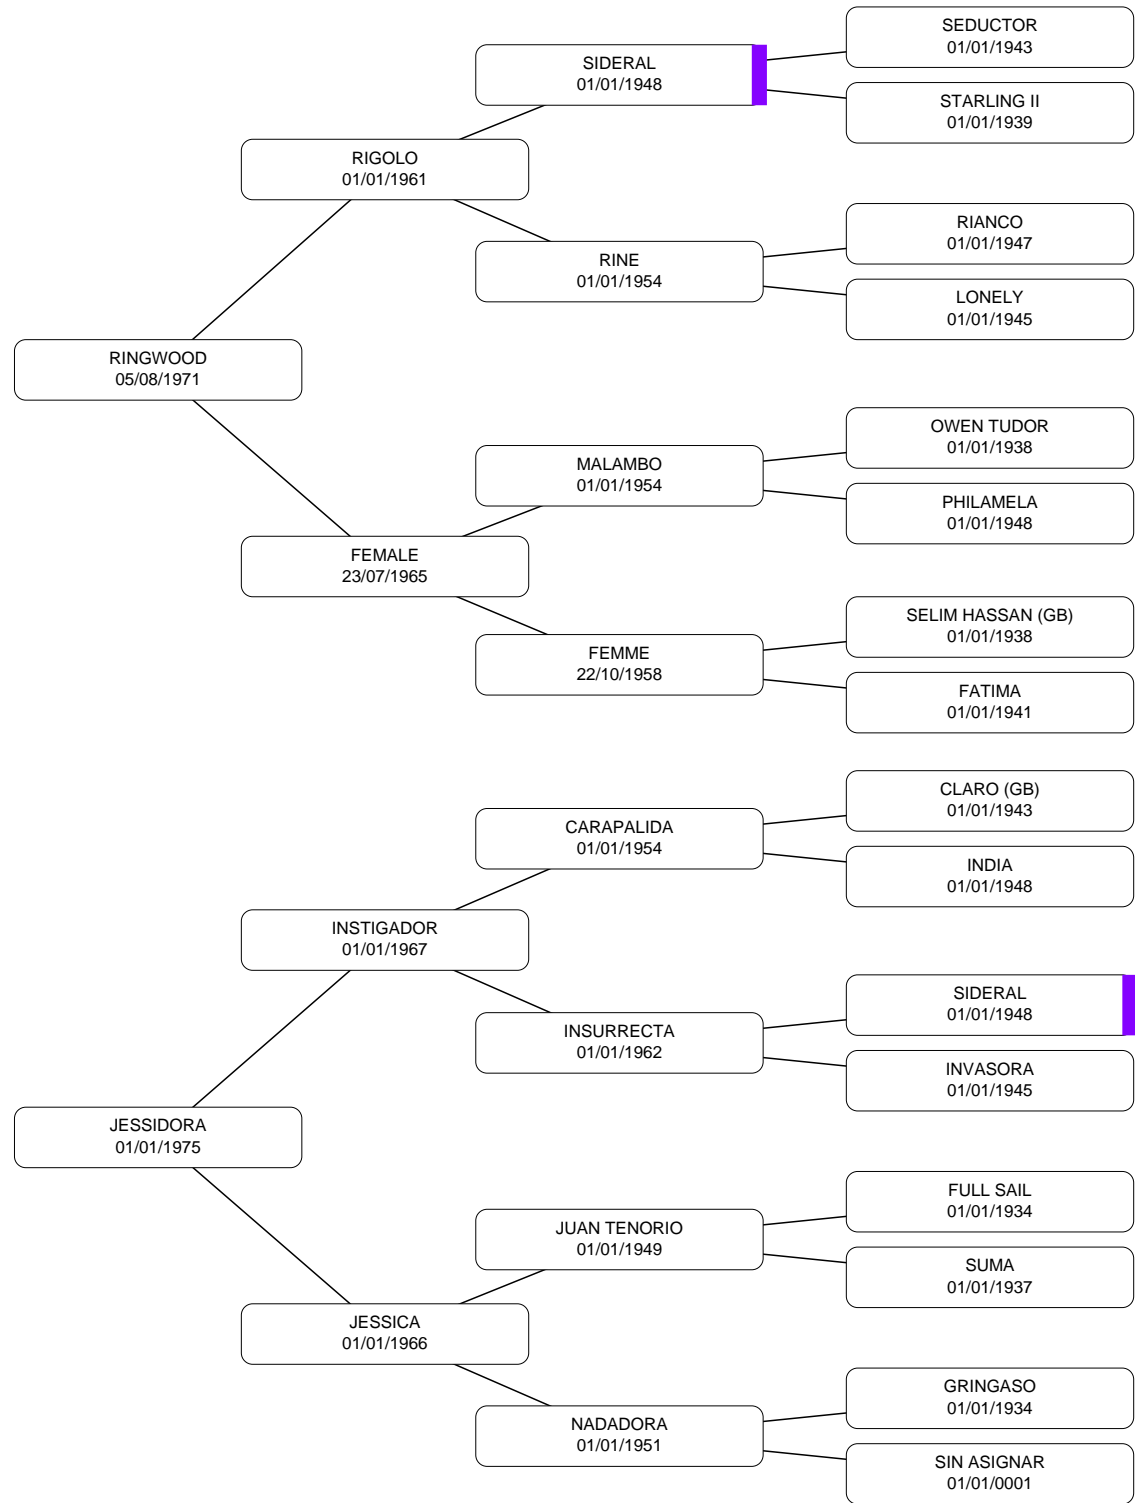 SEDUCTOR
01/01/1943
SIDERAL
01/01/1948
STARLING II
01/01/1939
RIGOLO
01/01/1961
RIANCO
01/01/1947
RINE
01/01/1954
LONELY
01/01/1945
RINGWOOD
05/08/1971
OWEN TUDOR
01/01/1938
MALAMBO
01/01/1954
PHILAMELA
01/01/1948
FEMALE
23/07/1965
SELIM HASSAN (GB)
01/01/1938
FEMME
22/10/1958
FATIMA
01/01/1941
CLARO (GB)
01/01/1943
CARAPALIDA
01/01/1954
INDIA
01/01/1948
INSTIGADOR
01/01/1967
SIDERAL
01/01/1948
INSURRECTA
01/01/1962
INVASORA
01/01/1945
JESSIDORA
01/01/1975
FULL SAIL
01/01/1934
JUAN TENORIO
01/01/1949
SUMA
01/01/1937
JESSICA
01/01/1966
GRINGASO
01/01/1934
NADADORA
01/01/1951
SIN ASIGNAR
01/01/0001